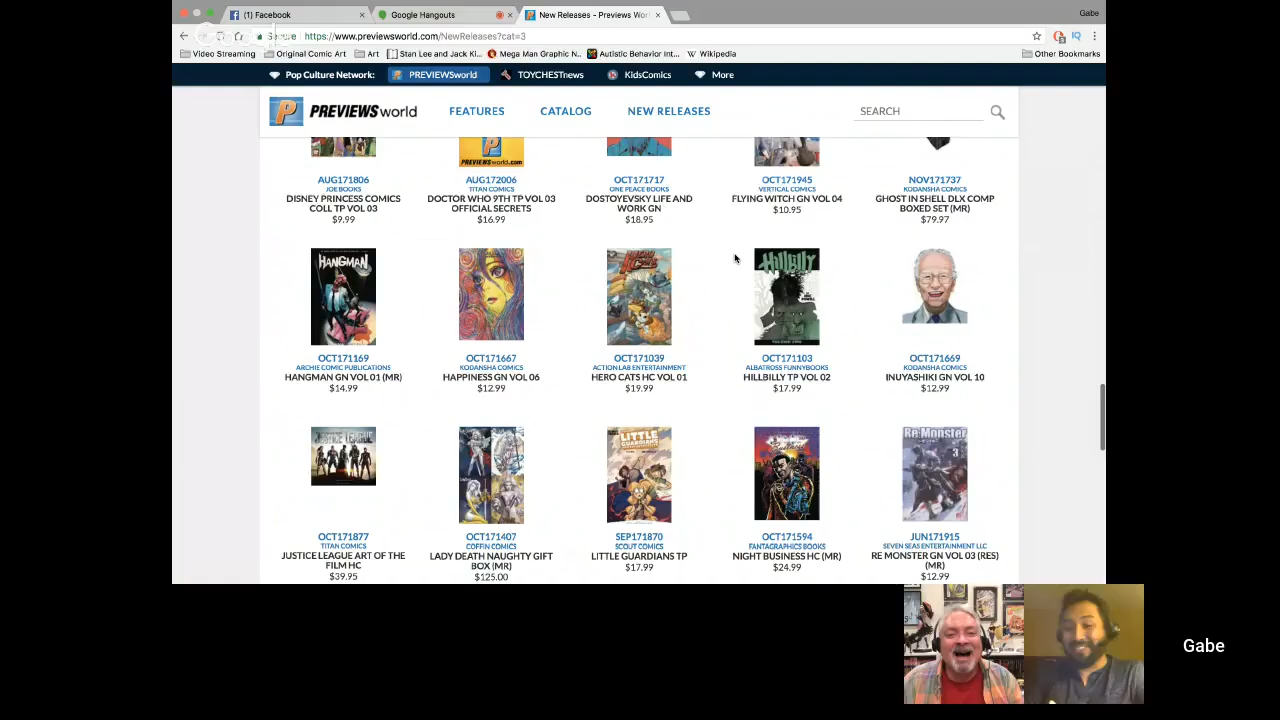 (1) Facebook
Google Hangouts
New Releases - Previews Wor
Gabe
Secure
https://www.previewsworld.com/NewReleases?cat=3
Video Streaming
Original Comic Art
Art
Stan Lee and Jack Ki...
Mega Man Graphic N...
Autistic Behavior Int...
Wikipedia
Other Bookmarks
Pop Culture Network:
PREVIEWSworld
TOYCHESTnews
KidsComics
More
PREVIEWSworld
FEATURES
CATALOG
NEW RELEASES
SEARCH
PREVIEWSworld.com
AUG171806
JOE BOOKS
DISNEY PRINCESS COMICS
COLL TP VOL 03
$9.99
AUG172006
TITAN COMICS
DOCTOR WHO 9TH TP VOL 03
OFFICIAL SECRETS
$16.99
OCT171717
ONE PEACE BOOKS
DOSTOYEVSKY LIFE AND
WORK GN
$18.95
OCT171945
VERTICAL COMICS
FLYING WITCH GN VOL 04
$10.95
NOV171737
KODANSHA COMICS
GHOST IN SHELL DLX COMP
BOXED SET (MR)
$79.97
HANGMAN
OCT171169
ARCHIE COMIC PUBLICATIONS
HANGMAN GN VOL 01 (MR)
$14.99
OCT171667
KODANSHA COMICS
HAPPINESS GN VOL 06
$12.99
HERO CATS
OCT171039
ACTION LAB ENTERTAINMENT
HERO CATS HC VOL 01
$19.99
Hillbilly
OCT171103
ALBATROSS FUNNYBOOKS
HILLBILLY TP VOL 02
$17.99
OCT171669
KODANSHA COMICS
INUYASHIKI GN VOL 10
$12.99
JUSTICE LEAGUE
OCT171877
TITAN COMICS
JUSTICE LEAGUE ART OF THE
FILM HC
$39.95
OCT171407
COFFIN COMICS
LADY DEATH NAUGHTY GIFT
BOX (MR)
$125.00
LITTLE
GUARDIANS
SEP171870
SCOUT COMICS
LITTLE GUARDIANS TP
$17.99
OCT171594
FANTAGRAPHICS BOOKS
NIGHT BUSINESS HC (MR)
$24.99
Re:Monster
3
JUN171915
SEVEN SEAS ENTERTAINMENT LLC
RE MONSTER GN VOL 03 (RES)
(MR)
$12.99
Gabe